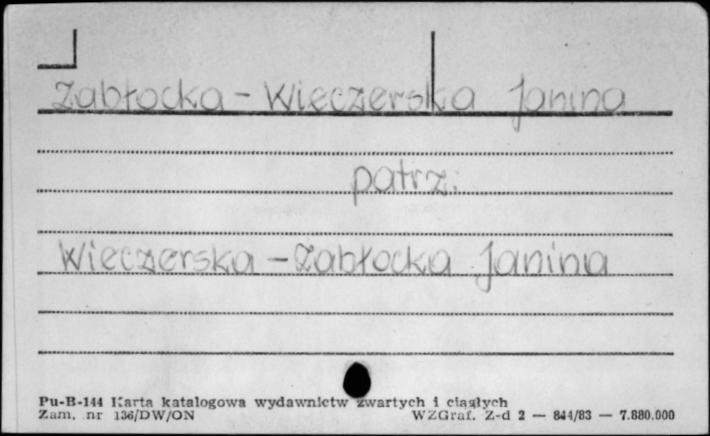 Zabłocka - Wieczerska Janina
patrz:
Wieczerska - Zabłocka Janina
Pu-B-144 Karta katalogowa wydawnictw zwartych i ciągłych
Zam. nr 136/DW/ON WZGraf. Z-d 2 — 844/83 — 7.880.000